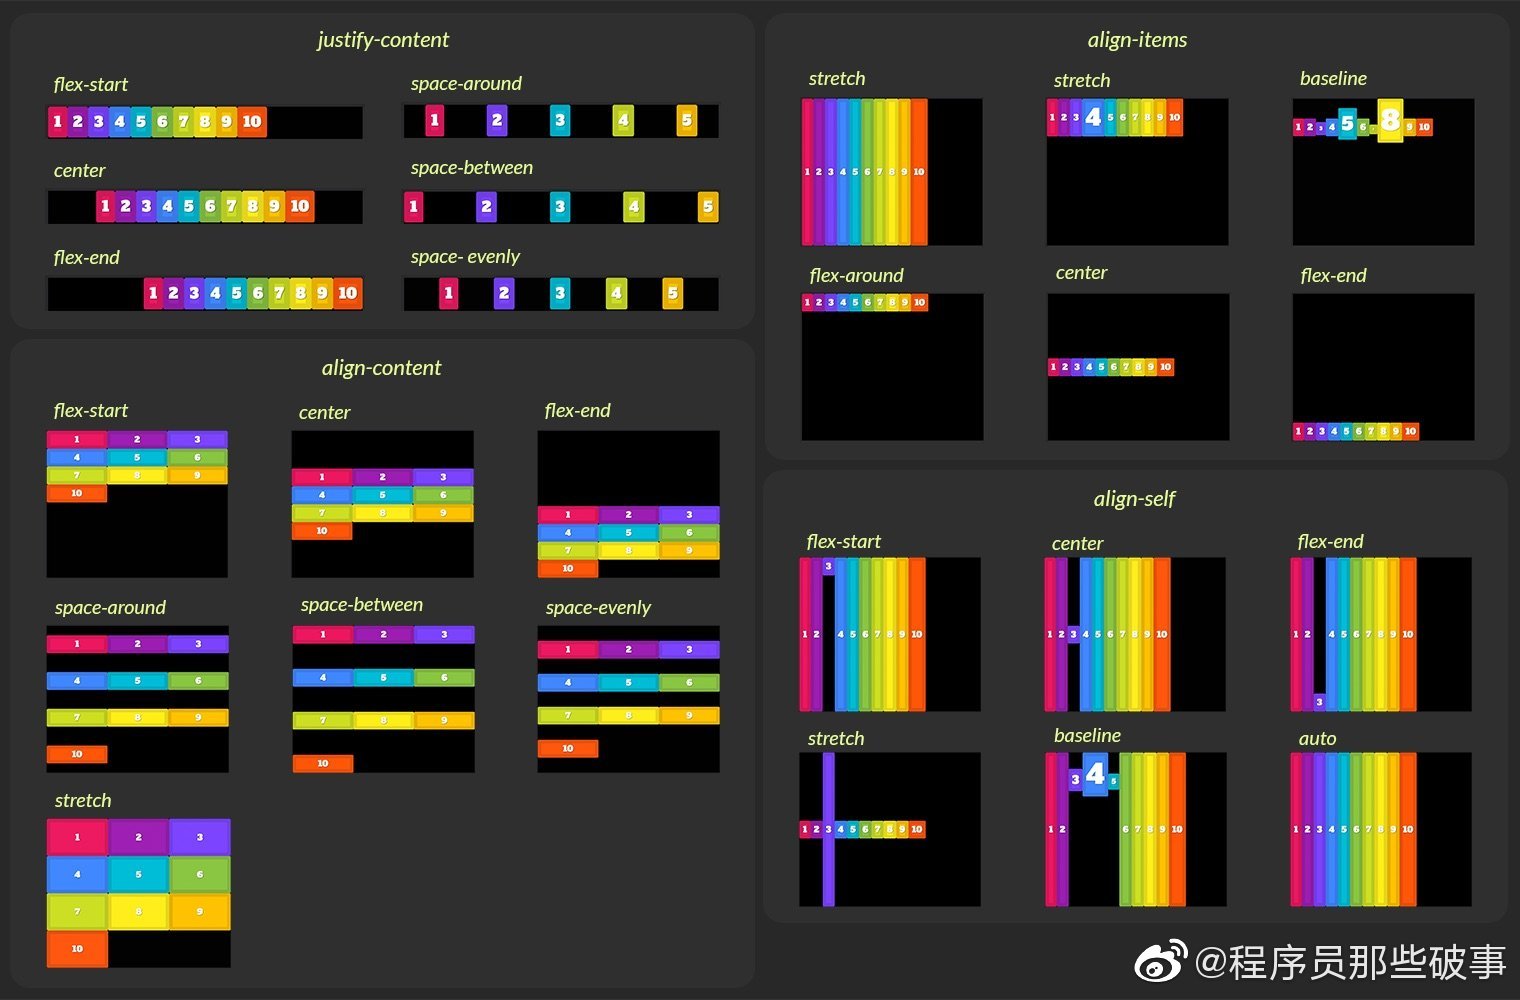 justify-content
flex-start
1 2 3 4 5 6 7 8 9 10
space-around
1 2 3 4 5
center
1 2 3 4 5 6 7 8 9 10
space-between
1 2 3 4 5
flex-end
1 2 3 4 5 6 7 8 9 10
space- evenly
1 2 3 4 5
align-content
flex-start
1 2 3
4 5 6
7 8 9
10
center
1 2 3
4 5 6
7 8 9
10
flex-end
1 2 3
4 5 6
7 8 9
10
space-around
1 2 3
4 5 6
7 8 9
10
space-between
1 2 3
4 5 6
7 8 9
10
space-evenly
1 2 3
4 5 6
7 8 9
10
stretch
1 2 3
4 5 6
7 8 9
10
align-items
stretch
1 2 3 4 5 6 7 8 9 10
stretch
1 2 3 4 5 6 7 8 9 10
baseline
1 2 3 4 5 6 8 9 10
flex-around
1 2 3 4 5 6 7 8 9 10
center
1 2 3 4 5 6 7 8 9 10
flex-end
1 2 3 4 5 6 7 8 9 10
align-self
flex-start
1 2 3 4 5 6 7 8 9 10
center
1 2 3 4 5 6 7 8 9 10
flex-end
1 2 3 4 5 6 7 8 9 10
stretch
1 2 3 4 5 6 7 8 9 10
baseline
1 2 3 4 5 6 7 8 9 10
auto
1 2 3 4 5 6 7 8 9 10
@程序员那些破事